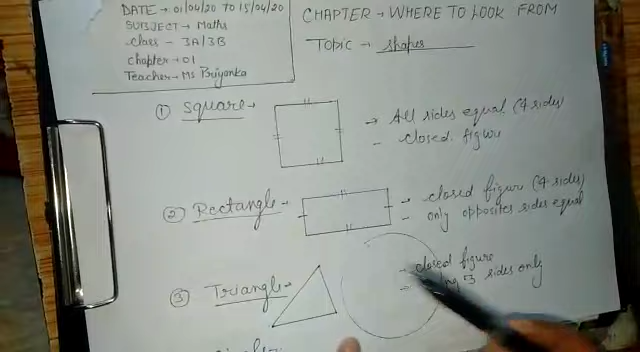 DATE → 01/04/20 TO 15/04/20
SUBJECT → Maths
class - 3A/3B
Chapter → 01
Teacher → Ms Priyanka
CHAPTER → WHERE TO LOOK FROM
TOPIC → shapes
① Square →
→ All sides equal (4 sides)
- closed figure
② Rectangle -
→ closed figure (4 sides)
- only opposites sides equal
③ Triangle -
closed figure
3 sides only